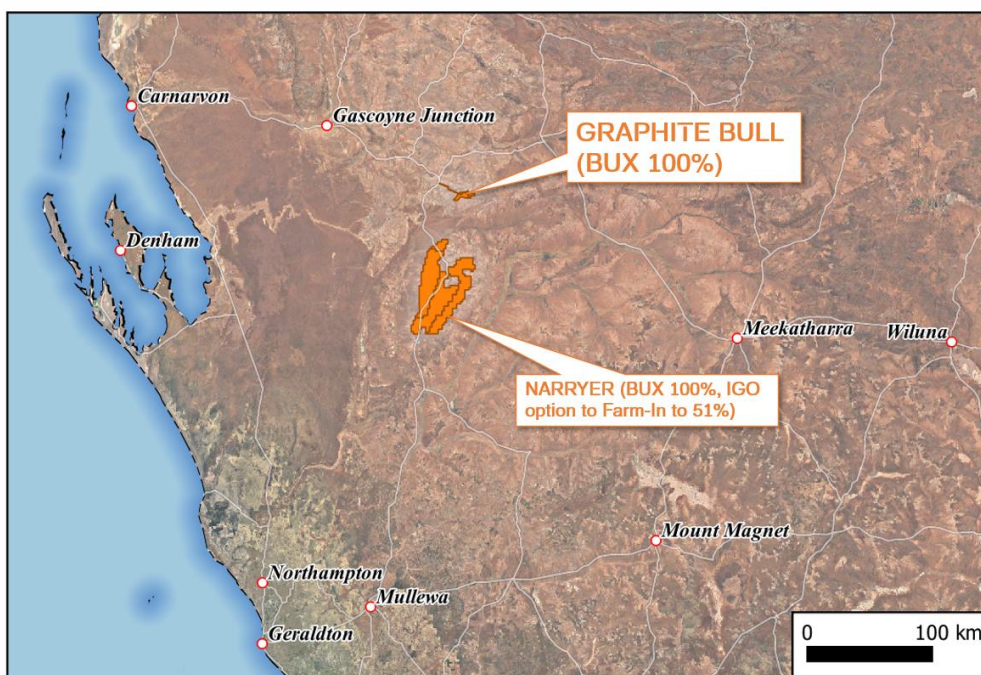 Carnarvon
Gascoyne Junction
GRAPHITE BULL
(BUX 100%)
Denham
Meekatharra
Wiluna
NARRYER (BUX 100%, IGO
option to Farm-In to 51%)
Mount Magnet
Northampton
Mullewa
Geraldton
0 100 km